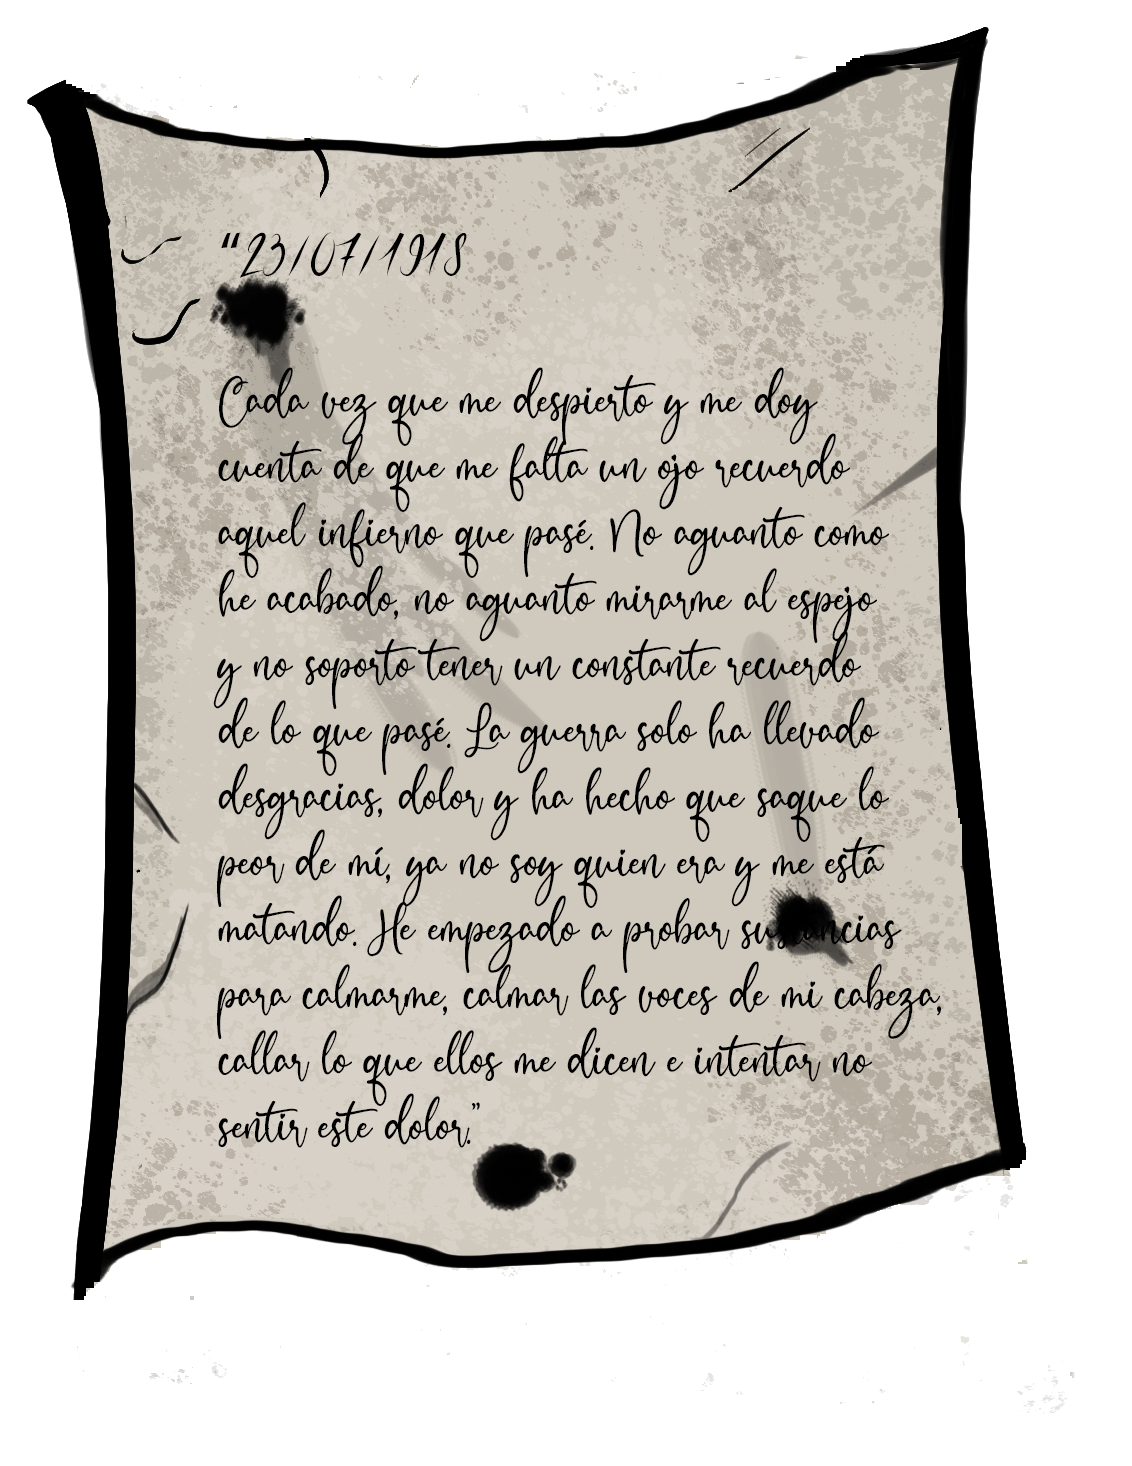 "23/07/1918
Cada vez que me despierto y me doy
cuenta de que me falta un ojo recuerdo
aquel infierno que pasé. No aguanto como
he acabado, no aguanto mirarme al espejo
y no soporto tener un constante recuerdo
de lo que pasé. La guerra solo ha llevado
desgracias, dolor y ha hecho que saque lo
peor de mí, ya no soy quien era y me está
matando. He empezado a probar sustancias
para calmarme, calmar las voces de mi cabeza,
callar lo que ellos me dicen e intentar no
sentir este dolor."